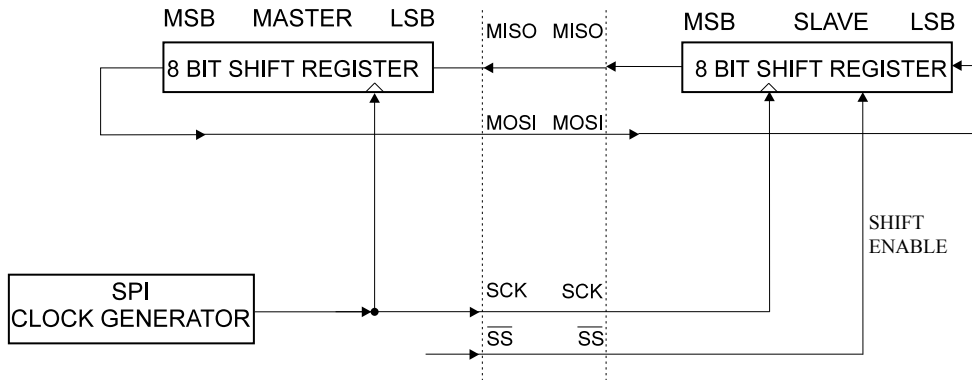 MSB MASTER LSB
MISO MISO
MSB SLAVE LSB
8 BIT SHIFT REGISTER
8 BIT SHIFT REGISTER
MOSI MOSI
SHIFT
ENABLE
SPI
CLOCK GENERATOR
SCK SCK
SS SS